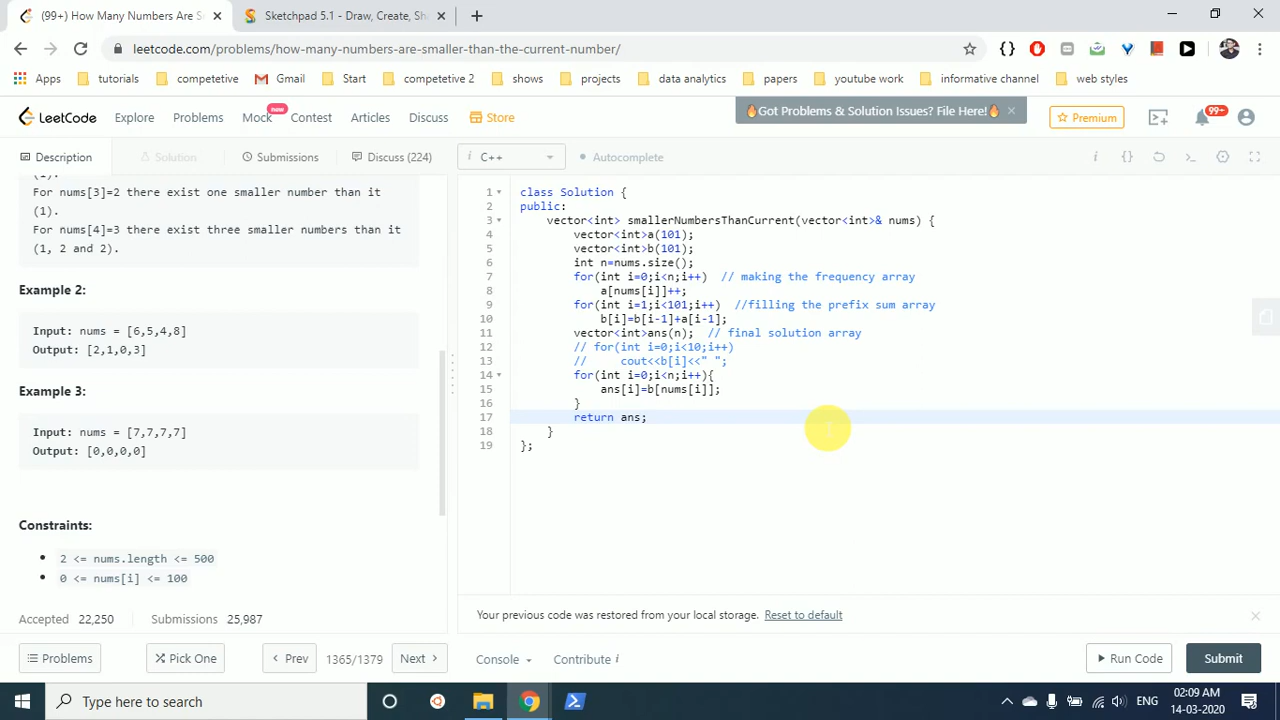 (99+) How Many Numbers Are S
Sketchpad 5.1 - Draw, Create, Sh
leetcode.com/problems/how-many-numbers-are-smaller-than-the-current-number/
Apps
tutorials
competetive
Gmail
Start
competetive 2
shows
projects
data analytics
papers
youtube work
informative channel
web styles
LeetCode
Explore
Problems
Mock
new
Contest
Articles
Discuss
Store
🔥Got Problems & Solution Issues? File Here!🔥
Premium
99+
Description
Solution
Submissions
Discuss (224)
i C++
Autocomplete
(1).
For nums[3]=2 there exist one smaller number than it
(1).
For nums[4]=3 there exist three smaller numbers than it
(1, 2 and 2).
Example 2:
Input: nums = [6,5,4,8]
Output: [2,1,0,3]
Example 3:
Input: nums = [7,7,7,7]
Output: [0,0,0,0]
Constraints:
2 <= nums.length <= 500
0 <= nums[i] <= 100
Accepted 22,250 Submissions 25,987
1 class Solution {
2 public:
3 vector<int> smallerNumbersThanCurrent(vector<int>& nums) {
4 vector<int>a(101);
5 vector<int>b(101);
6 int n=nums.size();
7 for(int i=0;i<n;i++) // making the frequency array
8 a[nums[i]]++;
9 for(int i=1;i<101;i++) //filling the prefix sum array
10 b[i]=b[i-1]+a[i-1];
11 vector<int>ans(n); // final solution array
12 // for(int i=0;i<10;i++)
13 // cout<<b[i]<<" ";
14 for(int i=0;i<n;i++){
15 ans[i]=b[nums[i]];
16 }
17 return ans;
18 }
19 };
Your previous code was restored from your local storage. Reset to default
Problems
Pick One
Prev
1365/1379
Next
Console
Contribute i
Run Code
Submit
Type here to search
ENG
02:09 AM
14-03-2020